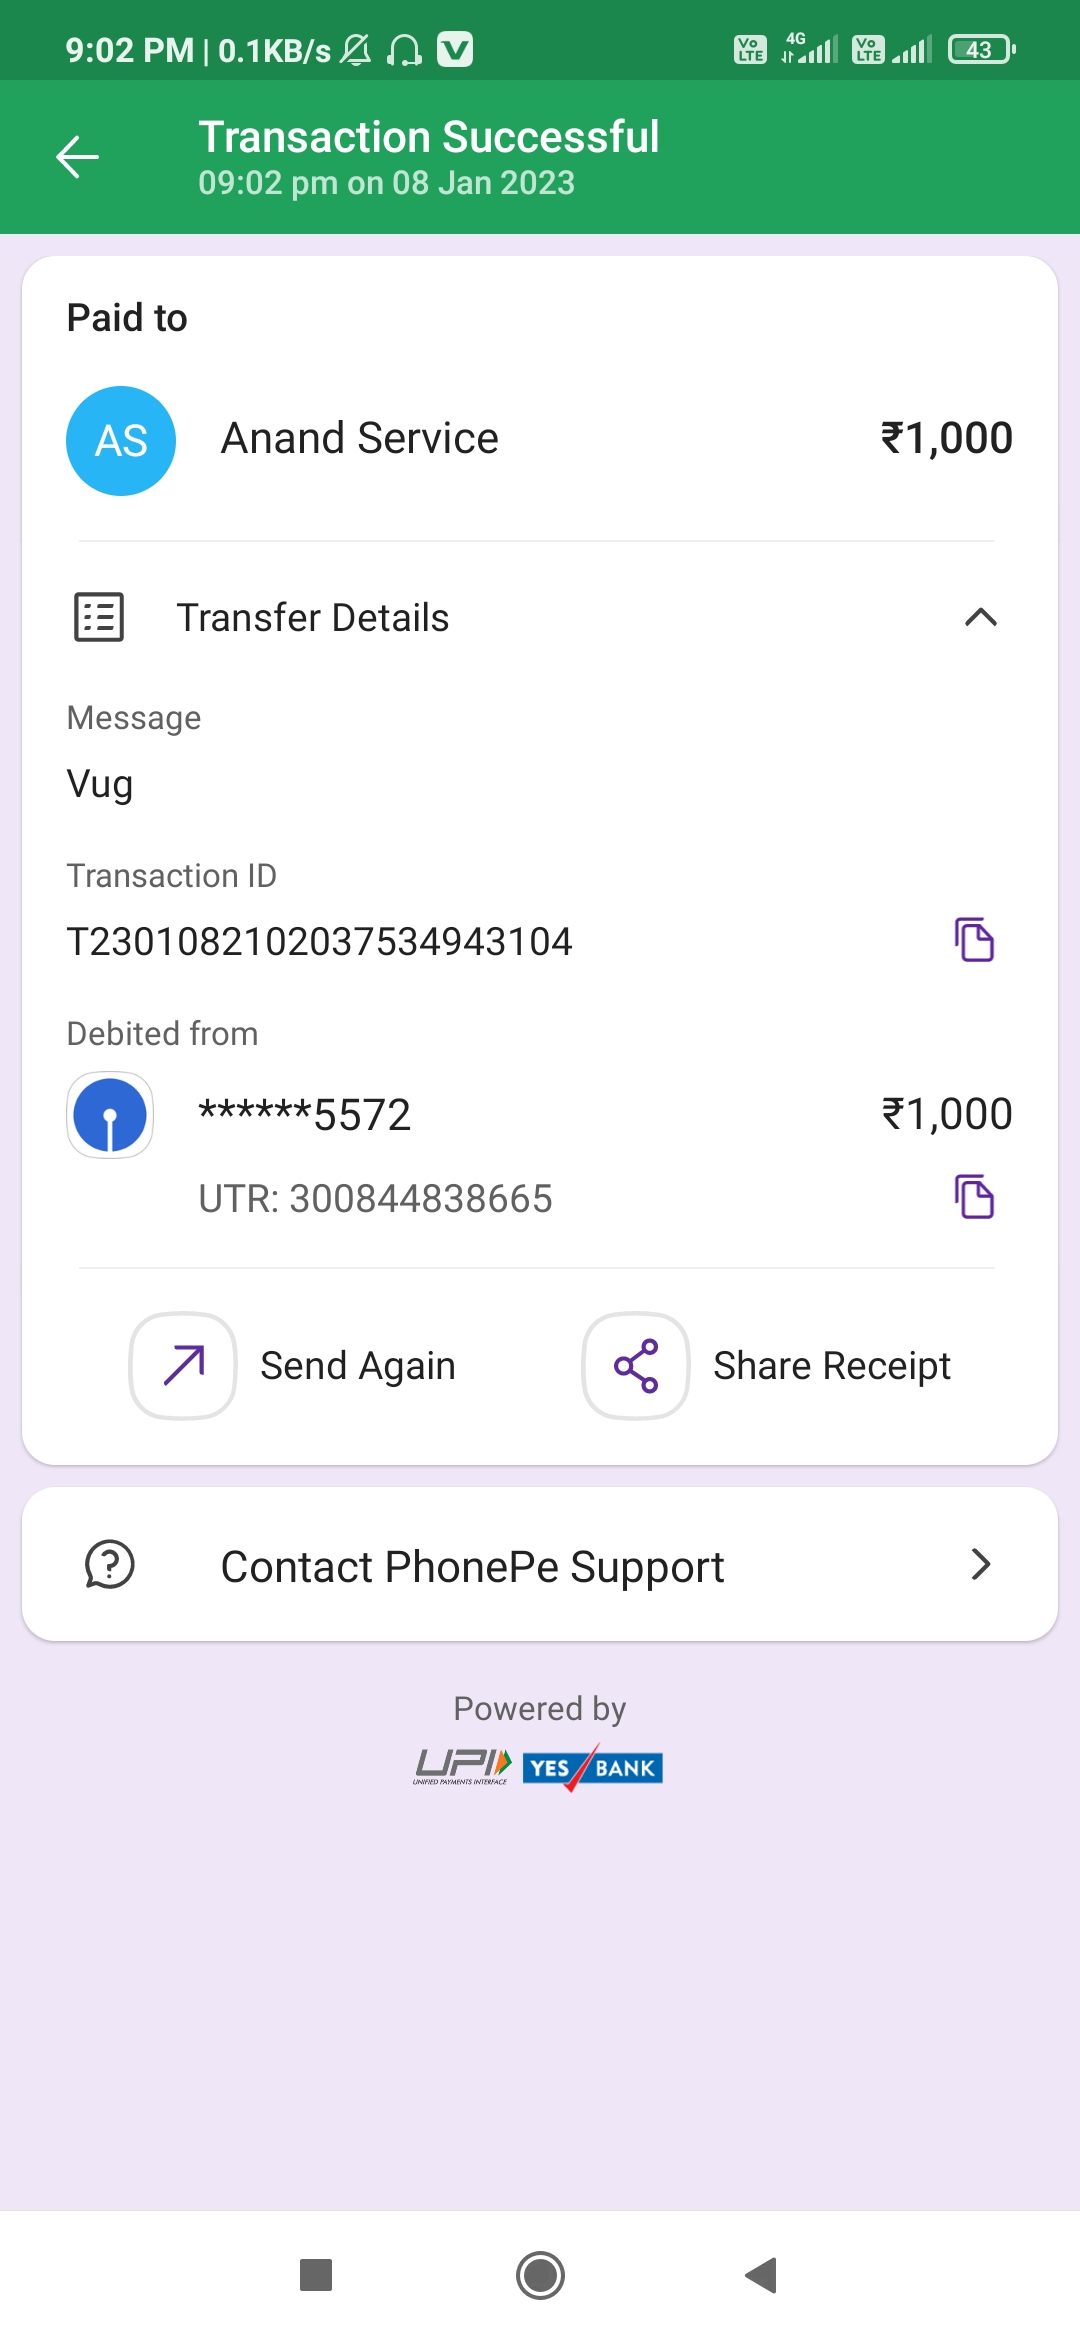 9:02 PM | 0.1KB/s V Vo LTE 4G Vo LTE 43
Transaction Successful
09:02 pm on 08 Jan 2023
Paid to
AS Anand Service ₹1,000
Transfer Details
Message
Vug
Transaction ID
T2301082102037534943104
Debited from
******5572 ₹1,000
UTR: 300844838665
Send Again Share Receipt
Contact PhonePe Support
Powered by
UPI YES BANK
UNIFIED PAYMENTS INTERFACE